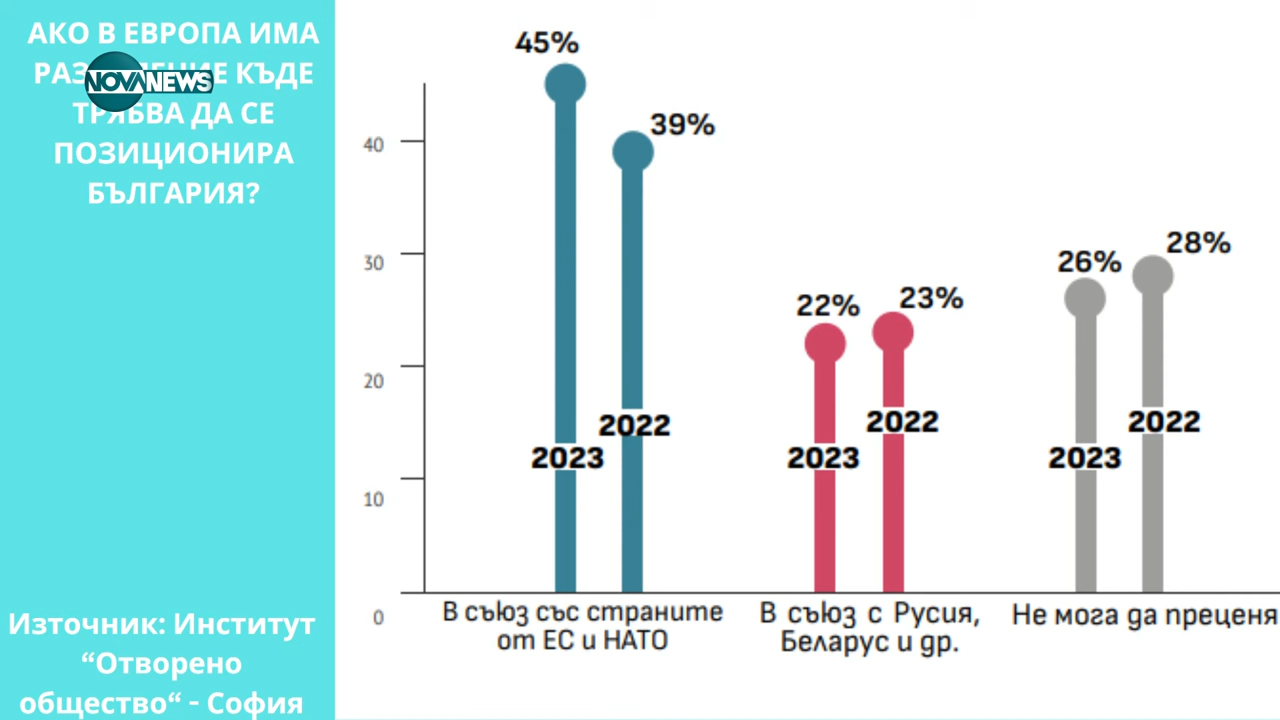 АКО В ЕВРОПА ИМА
КЪДЕ
ТРЯБВА ДА СЕ
ПОЗИЦИОНИРА
БЪЛГАРИЯ?
NOVANEWS
Източник: Институт
“Отворено
общество“ - София
45%
39%
40
30
20
10
0
22%
23%
26%
28%
2023
2022
2023
2022
2023
2022
В съюз със страните
от ЕС и НАТО
В съюз с Русия,
Беларус и др.
Не мога да преценя